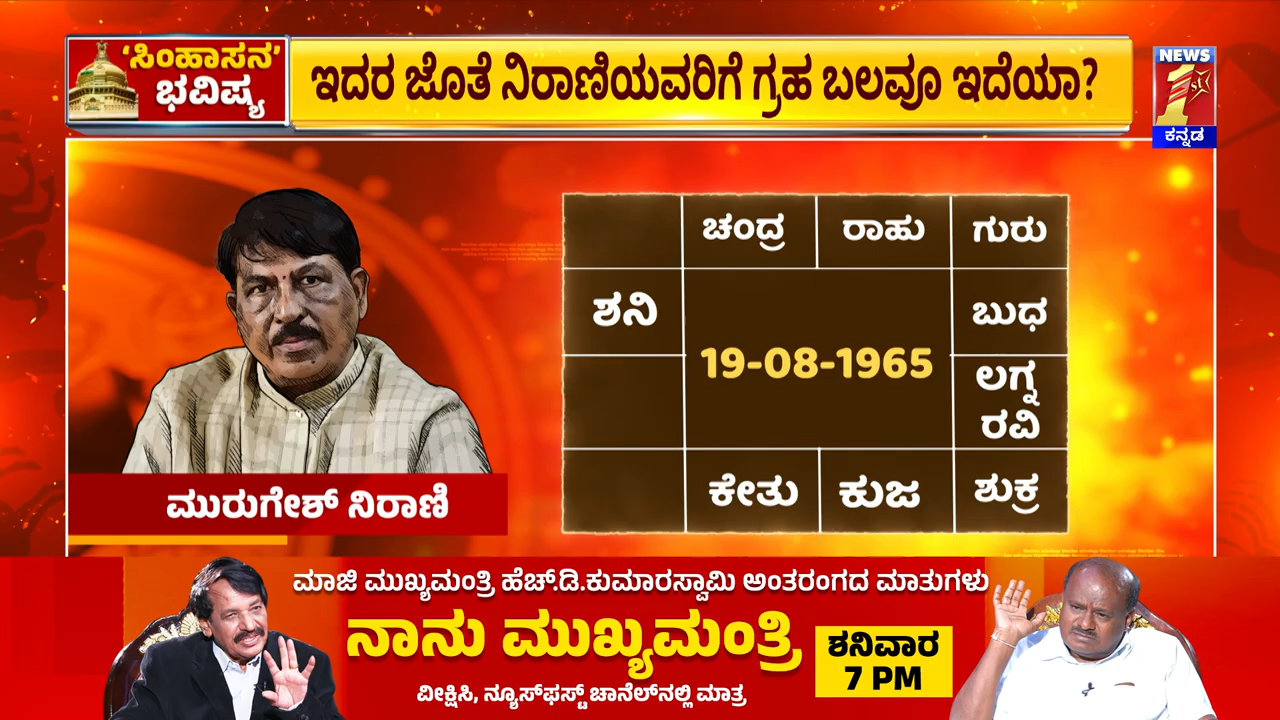 ‘ಸಿಂಹಾಸನ’
ಭವಿಷ್ಯ
ಇದರ ಜೊತೆ ನಿರಾಣಿಯವರಿಗೆ ಗ್ರಹ ಬಲವೂ ಇದೆಯಾ?
NEWS
1st
ಕನ್ನಡ
ಚಂದ್ರ ರಾಹು ಗುರು
ಶನಿ ಬುಧ
19-08-1965
ಲಗ್ನ
ರವಿ
ಕೇತು ಕುಜ ಶುಕ್ರ
ಮುರುಗೇಶ್ ನಿರಾಣಿ
ಮಾಜಿ ಮುಖ್ಯಮಂತ್ರಿ ಹೆಚ್.ಡಿ.ಕುಮಾರಸ್ವಾಮಿ ಅಂತರಂಗದ ಮಾತುಗಳು
ನಾನು ಮುಖ್ಯಮಂತ್ರಿ
ಶನಿವಾರ
7 PM
ವೀಕ್ಷಿಸಿ, ನ್ಯೂಸ್‌ಫಸ್ಟ್ ಚಾನೆಲ್‌ನಲ್ಲಿ ಮಾತ್ರ